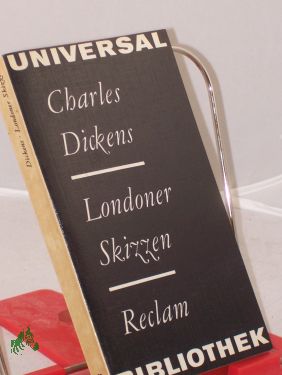 UNIVERSAL
Charles
Dickens
Londoner
Skizzen
Reclam
BIBLIOTHEK
Dickens · Londoner Skizzen